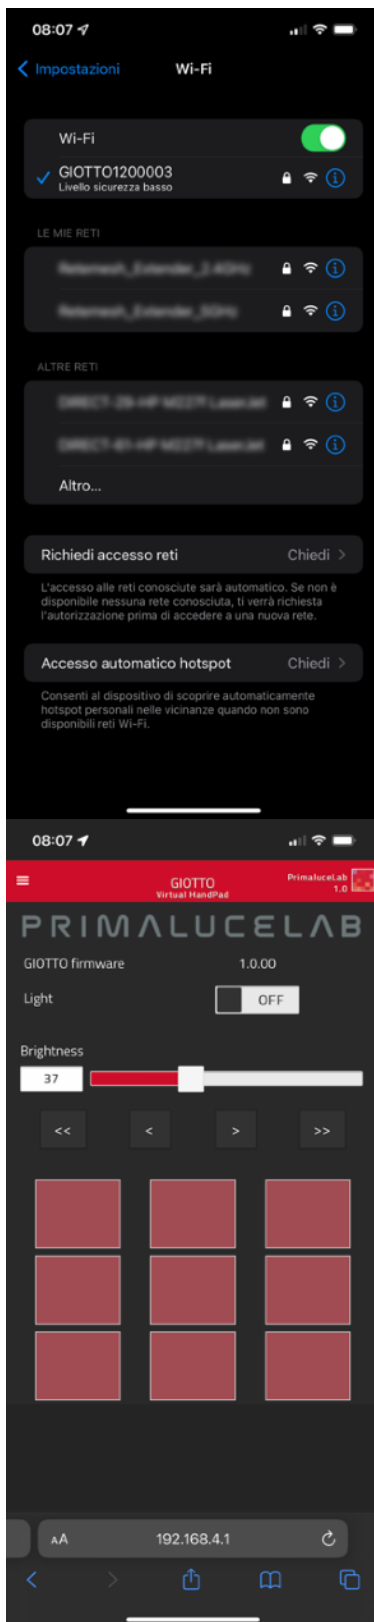 08:07
Impostazioni
Wi-Fi
Wi-Fi
GIOTTO1200003
Livello sicurezza basso
LE MIE RETI
ALTRE RETI
Altro...
Richiedi accesso reti
Chiedi >
L'accesso alle reti conosciute sarà automatico. Se non è
disponibile nessuna rete conosciuta, ti verrà richiesta
l'autorizzazione prima di accedere a una nuova rete.
Accesso automatico hotspot
Chiedi >
Consenti al dispositivo di scoprire automaticamente
hotspot personali nelle vicinanze quando non sono
disponibili reti Wi-Fi.
08:07
GIOTTO
Virtual HandPad
PrimaluceLab
1.0
PRIMALUCELAB
GIOTTO firmware
1.0.00
Light
OFF
Brightness
37
<<
<
>
>>
AA
192.168.4.1